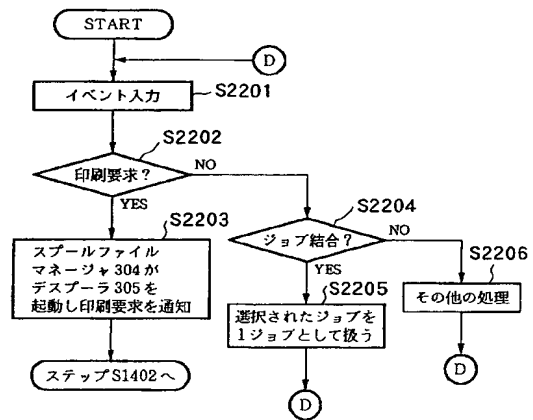 START
D
イベント入力
S2201
S2202
印刷要求?
NO
YES
S2203
スプールファイル
マネージャ304が
デスプーラ305を
起動し印刷要求を通知
ステップS1402へ
S2204
ジョブ結合?
NO
YES
S2205
選択されたジョブを
1ジョブとして扱う
D
S2206
その他の処理
D